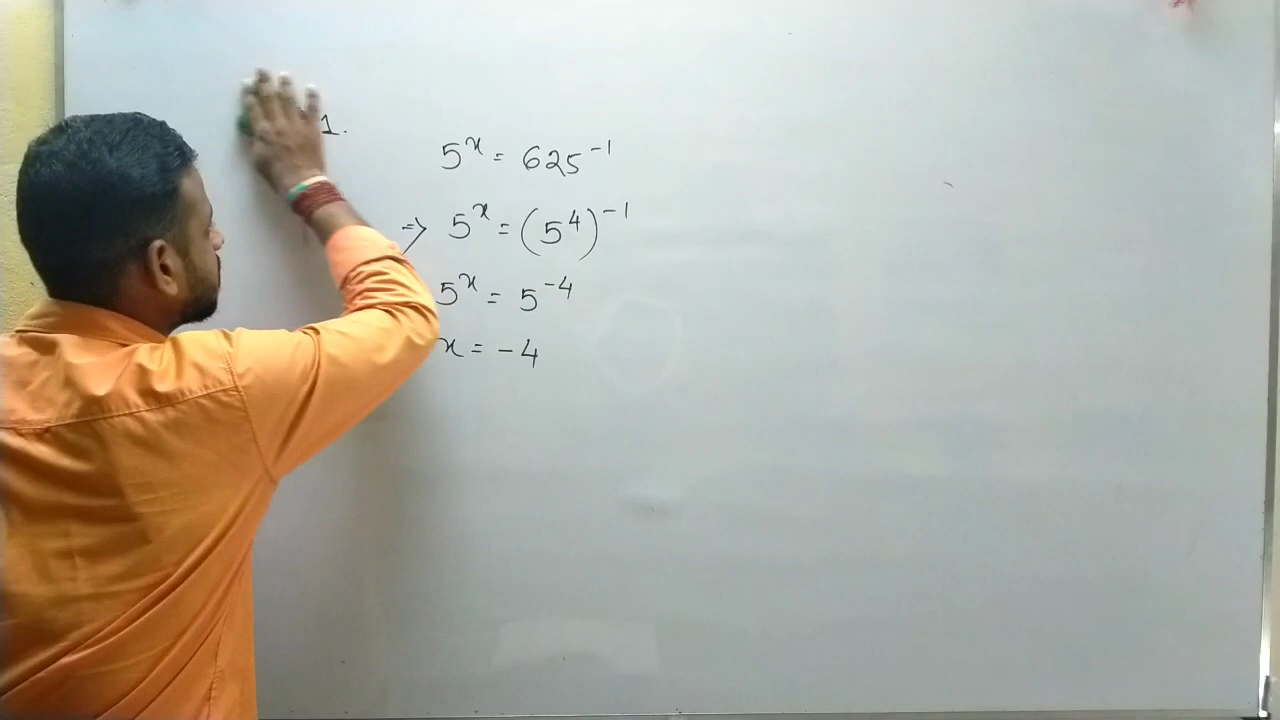 1.
5^x = 625^-1
=> 5^x = (5^4)^-1
5^x = 5^-4
x = -4